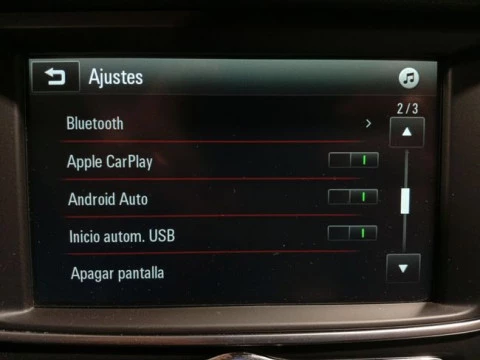 Ajustes
2/3
Bluetooth
Apple CarPlay
Android Auto
Inicio autom. USB
Apagar pantalla